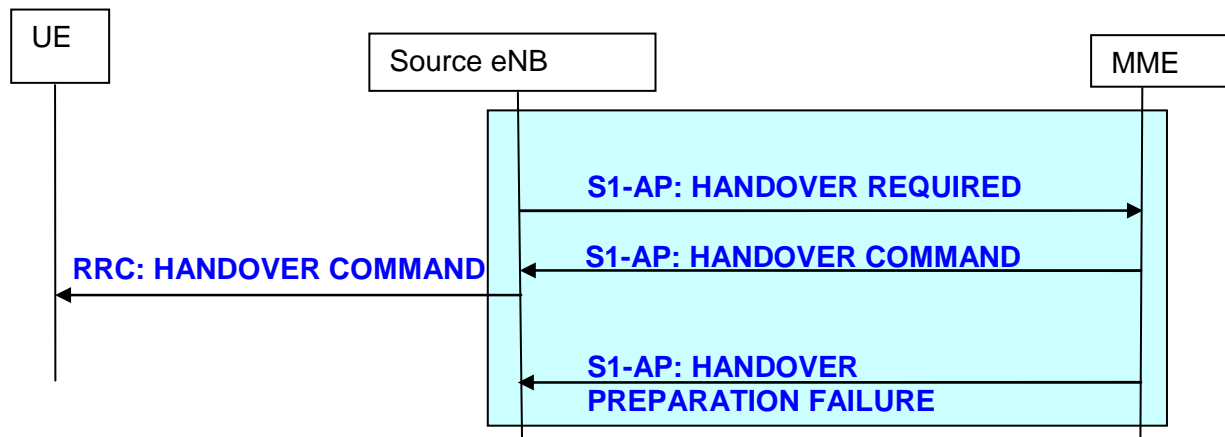 UE
Source eNB
MME
S1-AP: HANDOVER REQUIRED
S1-AP: HANDOVER COMMAND
RRC: HANDOVER COMMAND
S1-AP: HANDOVER
PREPARATION FAILURE